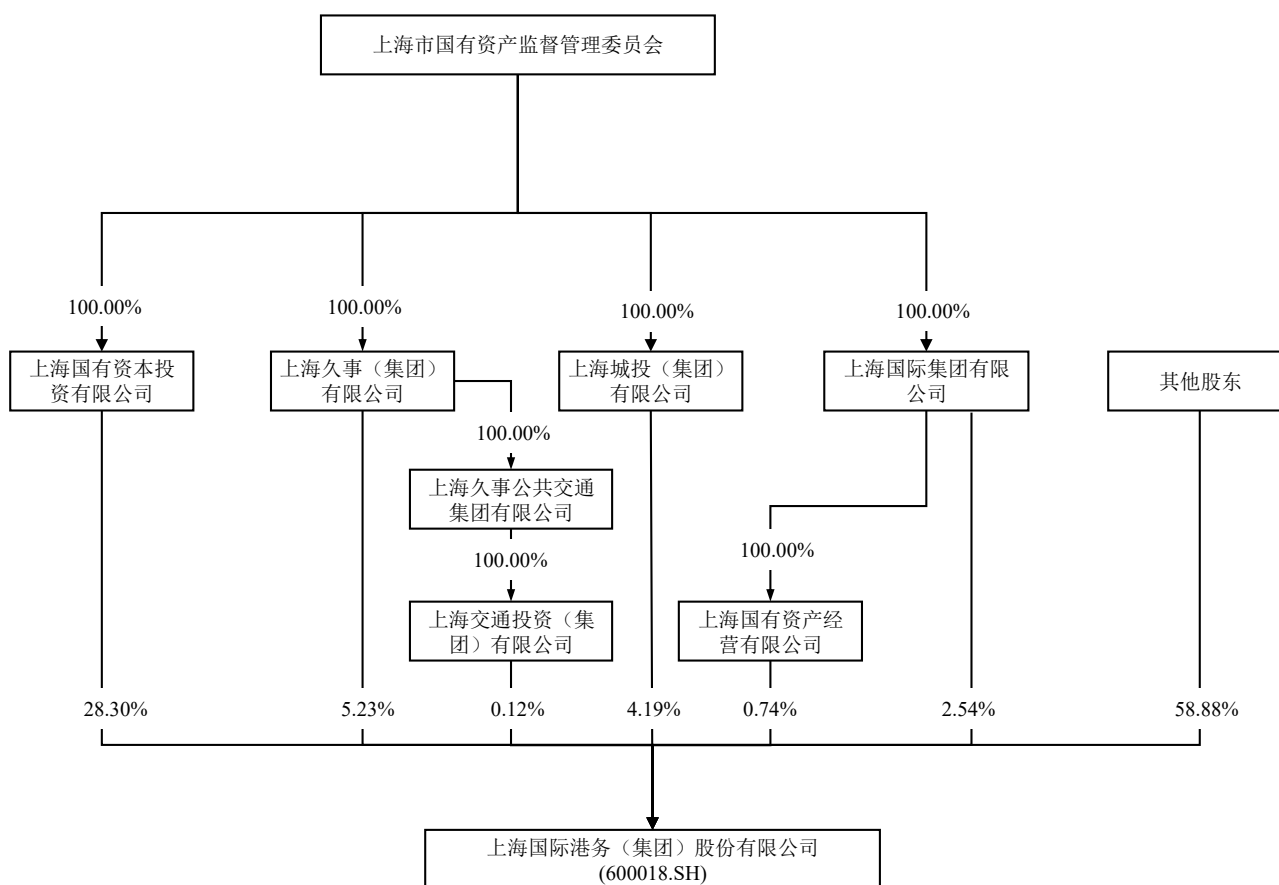 上海市国有资产监督管理委员会
100.00%
100.00%
100.00%
100.00%
上海国有资本投
资有限公司
上海久事（集团）
有限公司
上海城投（集团）
有限公司
上海国际集团有限
公司
其他股东
100.00%
上海久事公共交通
集团有限公司
100.00%
100.00%
上海交通投资（集
团）有限公司
上海国有资产经
营有限公司
28.30%
5.23%
0.12%
4.19%
0.74%
2.54%
58.88%
上海国际港务（集团）股份有限公司
(600018.SH)